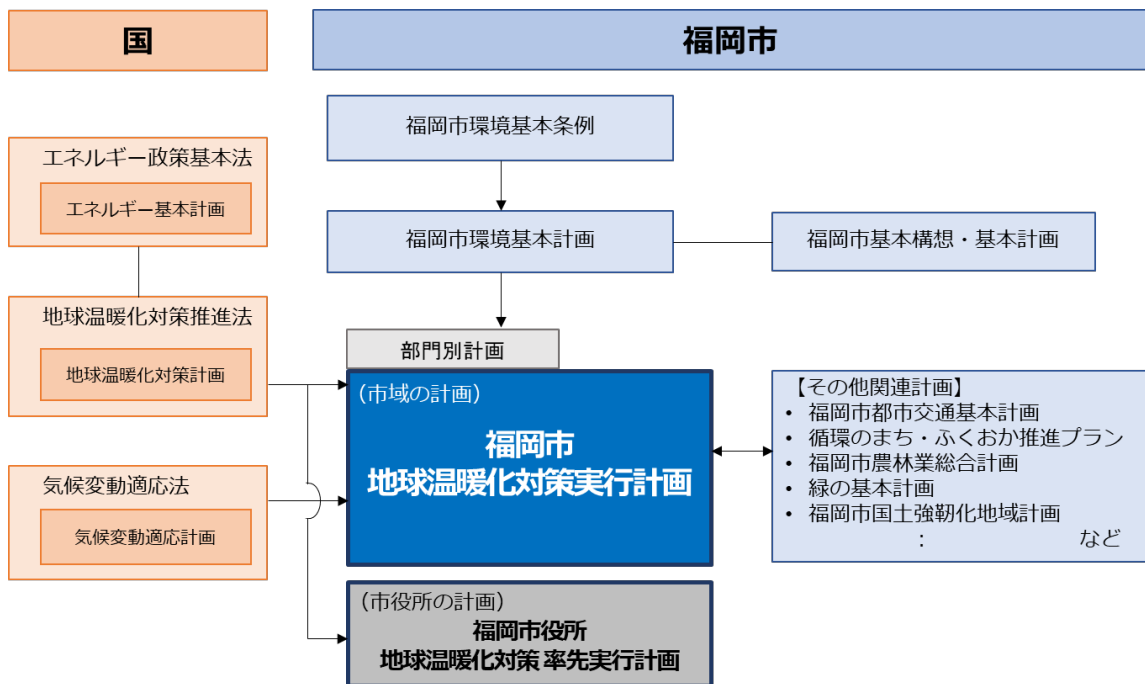 国
福岡市
エネルギー政策基本法
エネルギー基本計画
地球温暖化対策推進法
地球温暖化対策計画
気候変動適応法
気候変動適応計画
福岡市環境基本条例
福岡市環境基本計画
福岡市基本構想・基本計画
部門別計画
(市域の計画)
福岡市
地球温暖化対策実行計画
【その他関連計画】
• 福岡市都市交通基本計画
• 循環のまち・ふくおか推進プラン
• 福岡市農林業総合計画
• 緑の基本計画
• 福岡市国土強靭化地域計画
: など
(市役所の計画)
福岡市役所
地球温暖化対策 率先実行計画